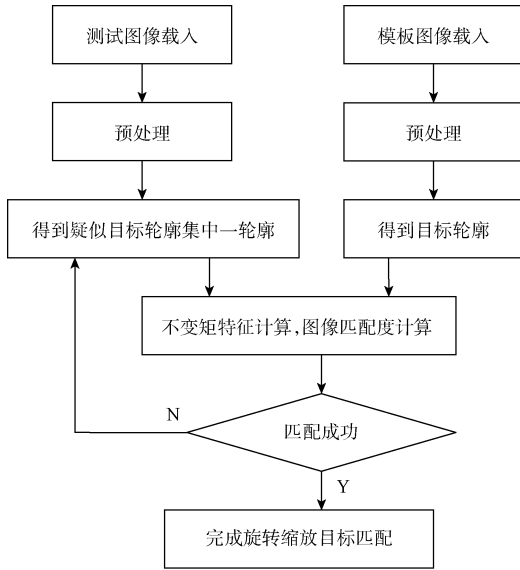 测试图像载入
模板图像载入
预处理
预处理
得到疑似目标轮廓集中一轮廓
得到目标轮廓
不变矩特征计算,图像匹配度计算
N
匹配成功
Y
完成旋转缩放目标匹配